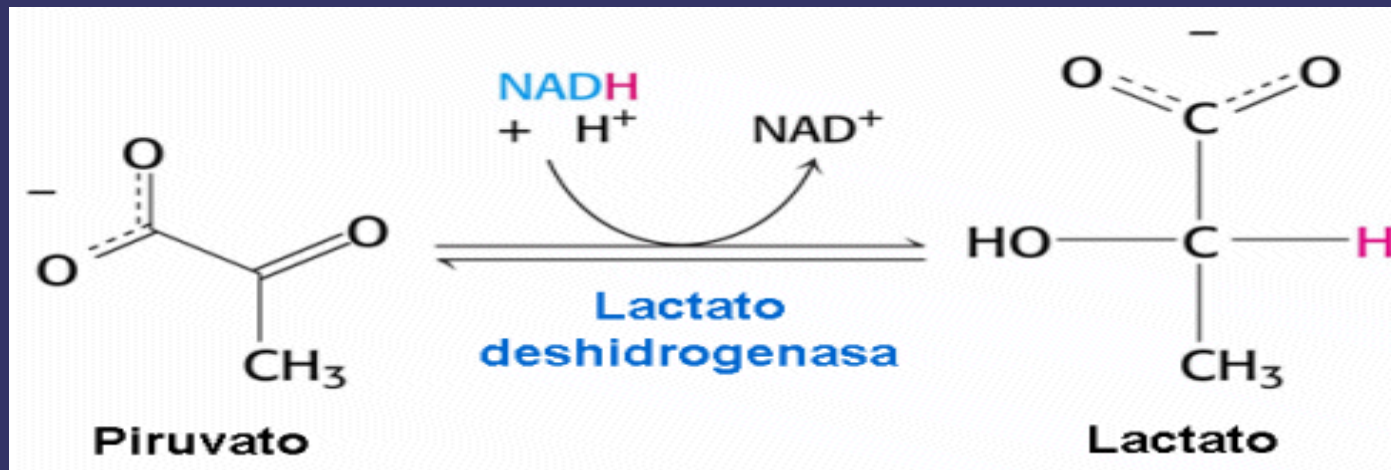 NADH
+ H⁺
NAD⁺
O
−
O
O
CH₃
Piruvato
Lactato
deshidrogenasa
−
O
O
C
HO
C
H
CH₃
Lactato